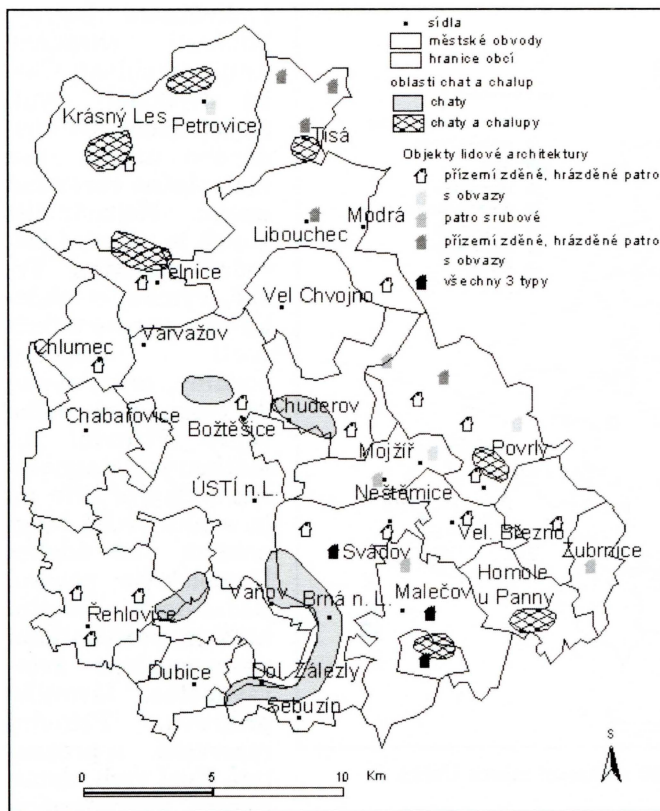 sídla
městské obvody
hranice obcí
oblasti chat a chalup
chaty
chaty a chalupy
Objekty lidové architektury
přízemí zděné, hrázděné patro
s obvazy
patro srubové
přízemí zděné, hrázděné patro
s obvazy
všechny 3 typy
Krásný Les
Petrovice
Tisá
Libouchec
Modrá
Telnice
Vel Chvojno
Varvažov
Chlumec
Chabařovice
Božtěšice
Chuderov
Mojžíř
Povrly
ÚSTÍ n.L.
Neštěmice
Svádov
Vel. Březno
Zubrnice
Homole
u Panny
Malečov
Vaňov
Brná n. L.
Řehlovice
Dubice
Dol. Zálezly
Sebuzín
S
Km
0 5 10